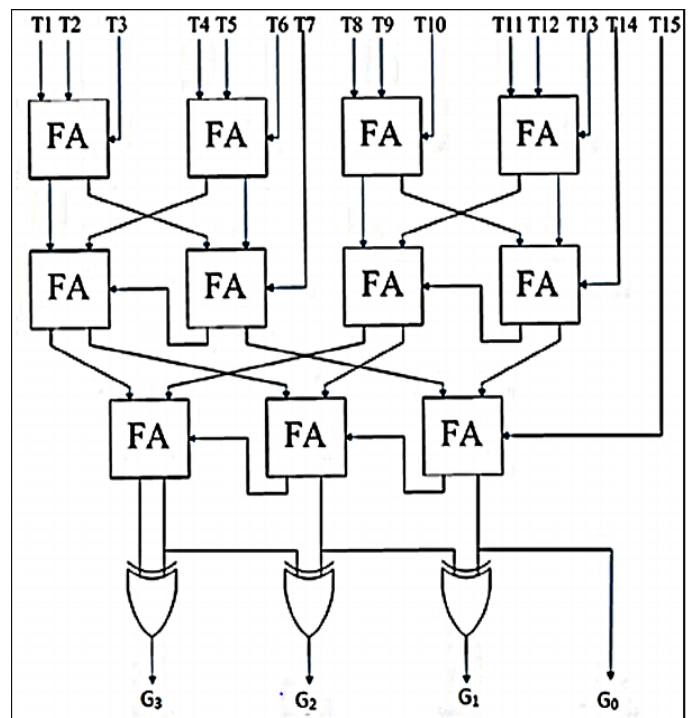 T1 T2 T3 T4 T5 T6 T7 T8 T9 T10 T11 T12 T13 T14 T15
FA FA FA FA
FA FA FA FA
FA FA FA
G₃ G₂ G₁ G₀